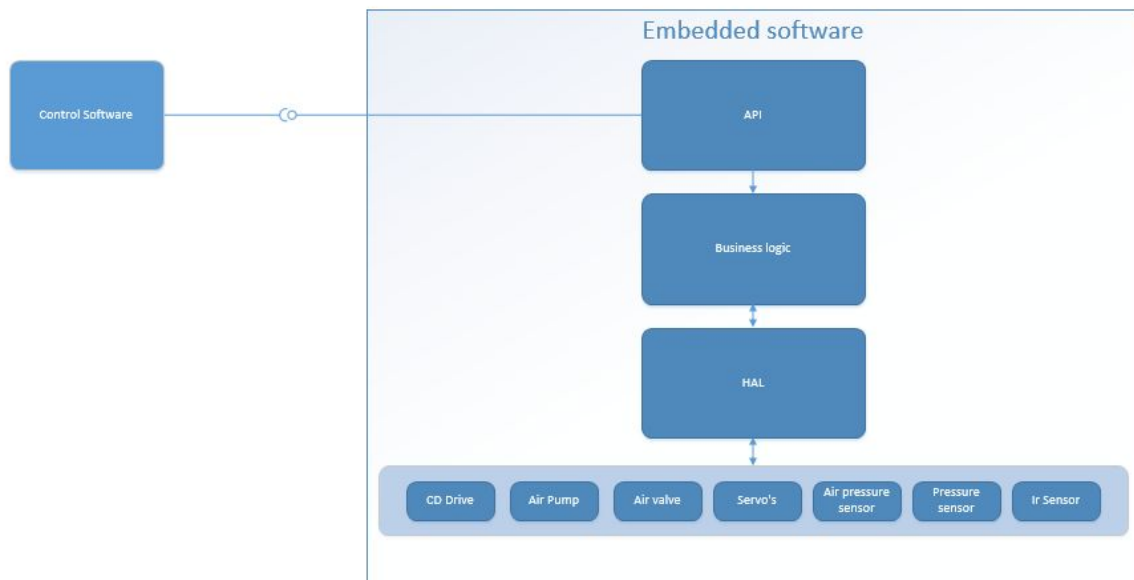 Embedded software
Control Software
API
Business logic
HAL
CD Drive
Air Pump
Air valve
Servo's
Air pressure
sensor
Pressure
sensor
Ir Sensor